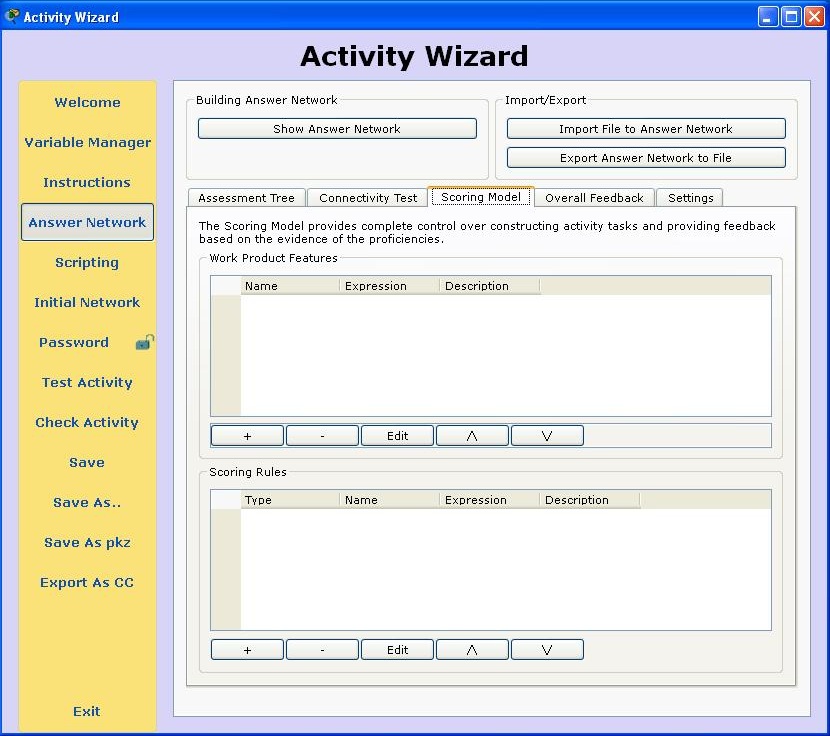 Activity Wizard
Activity Wizard
Welcome
Variable Manager
Instructions
Answer Network
Scripting
Initial Network
Password
Test Activity
Check Activity
Save
Save As..
Save As pkz
Export As CC
Exit
Building Answer Network
Show Answer Network
Import/Export
Import File to Answer Network
Export Answer Network to File
Assessment Tree Connectivity Test Scoring Model Overall Feedback Settings
The Scoring Model provides complete control over constructing activity tasks and providing feedback
based on the evidence of the proficiencies.
Work Product Features
Name Expression Description
+ - Edit /\ \/
Scoring Rules
Type Name Expression Description
+ - Edit /\ \/